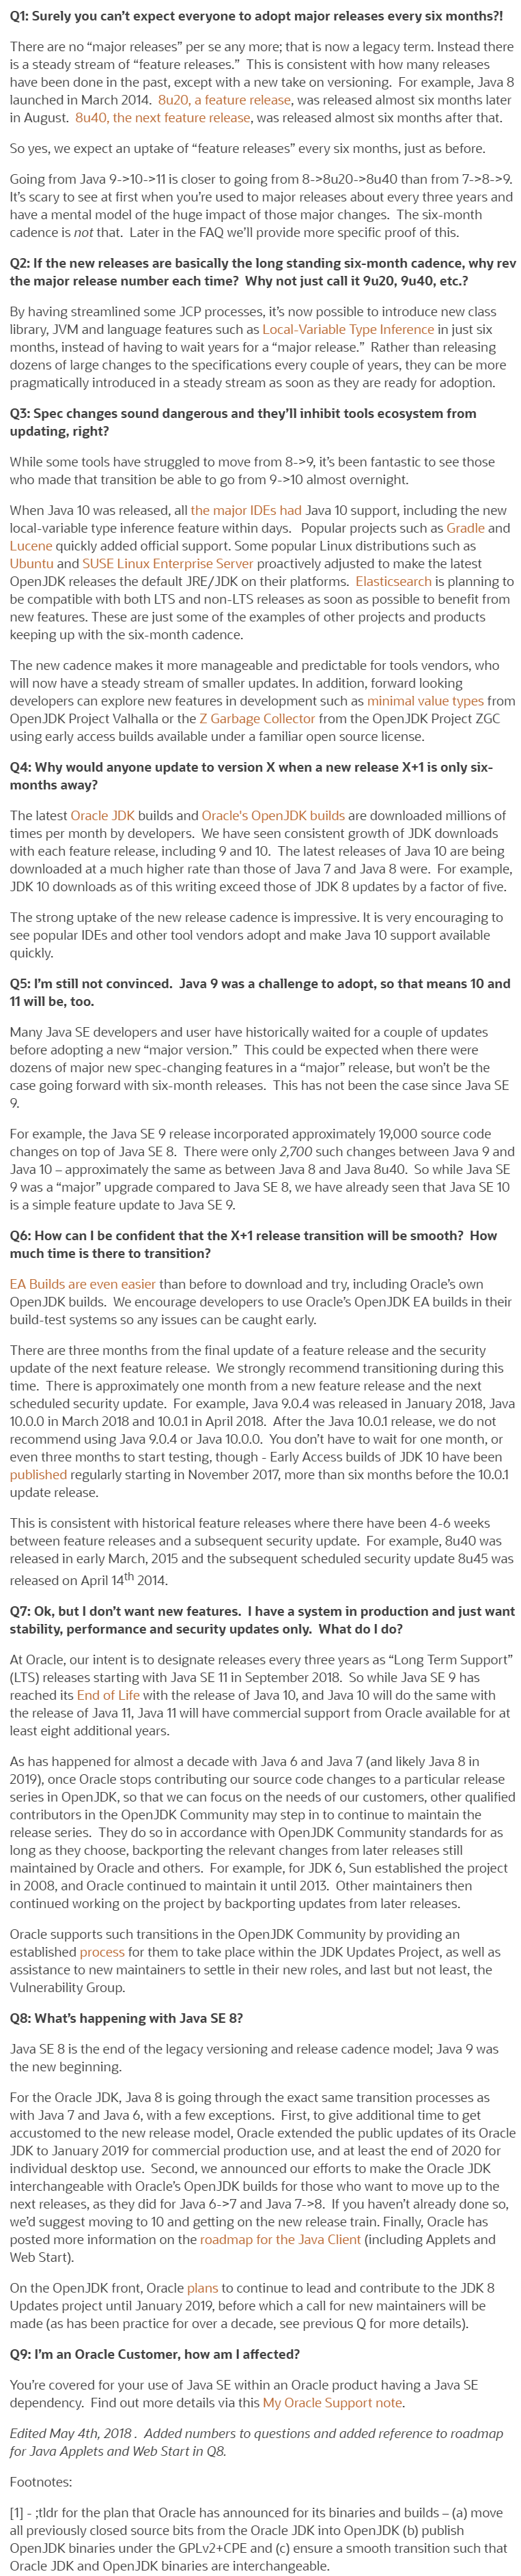 Q1: Surely you can’t expect everyone to adopt major releases every six months?!
There are no “major releases” per se any more; that is now a legacy term. Instead there
is a steady stream of “feature releases.”  This is consistent with how many releases
have been done in the past, except with a new take on versioning.  For example, Java 8
launched in March 2014.  8u20, a feature release, was released almost six months later
in August.  8u40, the next feature release, was released almost six months after that.
So yes, we expect an uptake of “feature releases” every six months, just as before.
Going from Java 9->10->11 is closer to going from 8->8u20->8u40 than from 7->8->9.
It’s scary to see at first when you’re used to major releases about every three years and
have a mental model of the huge impact of those major changes.  The six-month
cadence is not that.  Later in the FAQ we’ll provide more specific proof of this.
Q2: If the new releases are basically the long standing six-month cadence, why rev
the major release number each time?  Why not just call it 9u20, 9u40, etc.?
By having streamlined some JCP processes, it’s now possible to introduce new class
library, JVM and language features such as Local-Variable Type Inference in just six
months, instead of having to wait years for a “major release.”  Rather than releasing
dozens of large changes to the specifications every couple of years, they can be more
pragmatically introduced in a steady stream as soon as they are ready for adoption.
Q3: Spec changes sound dangerous and they’ll inhibit tools ecosystem from
updating, right?
While some tools have struggled to move from 8->9, it’s been fantastic to see those
who made that transition be able to go from 9->10 almost overnight.
When Java 10 was released, all the major IDEs had Java 10 support, including the new
local-variable type inference feature within days.   Popular projects such as Gradle and
Lucene quickly added official support. Some popular Linux distributions such as
Ubuntu and SUSE Linux Enterprise Server proactively adjusted to make the latest
OpenJDK releases the default JRE/JDK on their platforms.  Elasticsearch is planning to
be compatible with both LTS and non-LTS releases as soon as possible to benefit from
new features. These are just some of the examples of other projects and products
keeping up with the six-month cadence.
The new cadence makes it more manageable and predictable for tools vendors, who
will now have a steady stream of smaller updates. In addition, forward looking
developers can explore new features in development such as minimal value types from
OpenJDK Project Valhalla or the Z Garbage Collector from the OpenJDK Project ZGC
using early access builds available under a familiar open source license.
Q4: Why would anyone update to version X when a new release X+1 is only six-
months away?
The latest Oracle JDK builds and Oracle's OpenJDK builds are downloaded millions of
times per month by developers.  We have seen consistent growth of JDK downloads
with each feature release, including 9 and 10.  The latest releases of Java 10 are being
downloaded at a much higher rate than those of Java 7 and Java 8 were.  For example,
JDK 10 downloads as of this writing exceed those of JDK 8 updates by a factor of five.
The strong uptake of the new release cadence is impressive. It is very encouraging to
see popular IDEs and other tool vendors adopt and make Java 10 support available
quickly.
Q5: I’m still not convinced.  Java 9 was a challenge to adopt, so that means 10 and
11 will be, too.
Many Java SE developers and user have historically waited for a couple of updates
before adopting a new “major version.”  This could be expected when there were
dozens of major new spec-changing features in a “major” release, but won’t be the
case going forward with six-month releases.  This has not been the case since Java SE
9.
For example, the Java SE 9 release incorporated approximately 19,000 source code
changes on top of Java SE 8.  There were only 2,700 such changes between Java 9 and
Java 10 – approximately the same as between Java 8 and Java 8u40.  So while Java SE
9 was a “major” upgrade compared to Java SE 8, we have already seen that Java SE 10
is a simple feature update to Java SE 9.
Q6: How can I be confident that the X+1 release transition will be smooth?  How
much time is there to transition?
EA Builds are even easier than before to download and try, including Oracle’s own
OpenJDK builds.  We encourage developers to use Oracle’s OpenJDK EA builds in their
build-test systems so any issues can be caught early.
There are three months from the final update of a feature release and the security
update of the next feature release.  We strongly recommend transitioning during this
time.  There is approximately one month from a new feature release and the next
scheduled security update.  For example, Java 9.0.4 was released in January 2018, Java
10.0.0 in March 2018 and 10.0.1 in April 2018.  After the Java 10.0.1 release, we do not
recommend using Java 9.0.4 or Java 10.0.0.  You don’t have to wait for one month, or
even three months to start testing, though - Early Access builds of JDK 10 have been
published regularly starting in November 2017, more than six months before the 10.0.1
update release.
This is consistent with historical feature releases where there have been 4-6 weeks
between feature releases and a subsequent security update.  For example, 8u40 was
released in early March, 2015 and the subsequent scheduled security update 8u45 was
released on April 14th 2014.
Q7: Ok, but I don’t want new features.  I have a system in production and just want
stability, performance and security updates only.  What do I do?
At Oracle, our intent is to designate releases every three years as “Long Term Support”
(LTS) releases starting with Java SE 11 in September 2018.  So while Java SE 9 has
reached its End of Life with the release of Java 10, and Java 10 will do the same with
the release of Java 11, Java 11 will have commercial support from Oracle available for at
least eight additional years.
As has happened for almost a decade with Java 6 and Java 7 (and likely Java 8 in
2019), once Oracle stops contributing our source code changes to a particular release
series in OpenJDK, so that we can focus on the needs of our customers, other qualified
contributors in the OpenJDK Community may step in to continue to maintain the
release series.  They do so in accordance with OpenJDK Community standards for as
long as they choose, backporting the relevant changes from later releases still
maintained by Oracle and others.  For example, for JDK 6, Sun established the project
in 2008, and Oracle continued to maintain it until 2013.  Other maintainers then
continued working on the project by backporting updates from later releases.
Oracle supports such transitions in the OpenJDK Community by providing an
established process for them to take place within the JDK Updates Project, as well as
assistance to new maintainers to settle in their new roles, and last but not least, the
Vulnerability Group.
Q8: What’s happening with Java SE 8?
Java SE 8 is the end of the legacy versioning and release cadence model; Java 9 was
the new beginning.
For the Oracle JDK, Java 8 is going through the exact same transition processes as
with Java 7 and Java 6, with a few exceptions.  First, to give additional time to get
accustomed to the new release model, Oracle extended the public updates of its Oracle
JDK to January 2019 for commercial production use, and at least the end of 2020 for
individual desktop use.  Second, we announced our efforts to make the Oracle JDK
interchangeable with Oracle’s OpenJDK builds for those who want to move up to the
next releases, as they did for Java 6->7 and Java 7->8.  If you haven’t already done so,
we’d suggest moving to 10 and getting on the new release train. Finally, Oracle has
posted more information on the roadmap for the Java Client (including Applets and
Web Start).
On the OpenJDK front, Oracle plans to continue to lead and contribute to the JDK 8
Updates project until January 2019, before which a call for new maintainers will be
made (as has been practice for over a decade, see previous Q for more details).
Q9: I’m an Oracle Customer, how am I affected?
You’re covered for your use of Java SE within an Oracle product having a Java SE
dependency.  Find out more details via this My Oracle Support note.
Edited May 4th, 2018 .  Added numbers to questions and added reference to roadmap
for Java Applets and Web Start in Q8.
Footnotes:
[1] - ;tldr for the plan that Oracle has announced for its binaries and builds – (a) move
all previously closed source bits from the Oracle JDK into OpenJDK (b) publish
OpenJDK binaries under the GPLv2+CPE and (c) ensure a smooth transition such that
Oracle JDK and OpenJDK binaries are interchangeable.